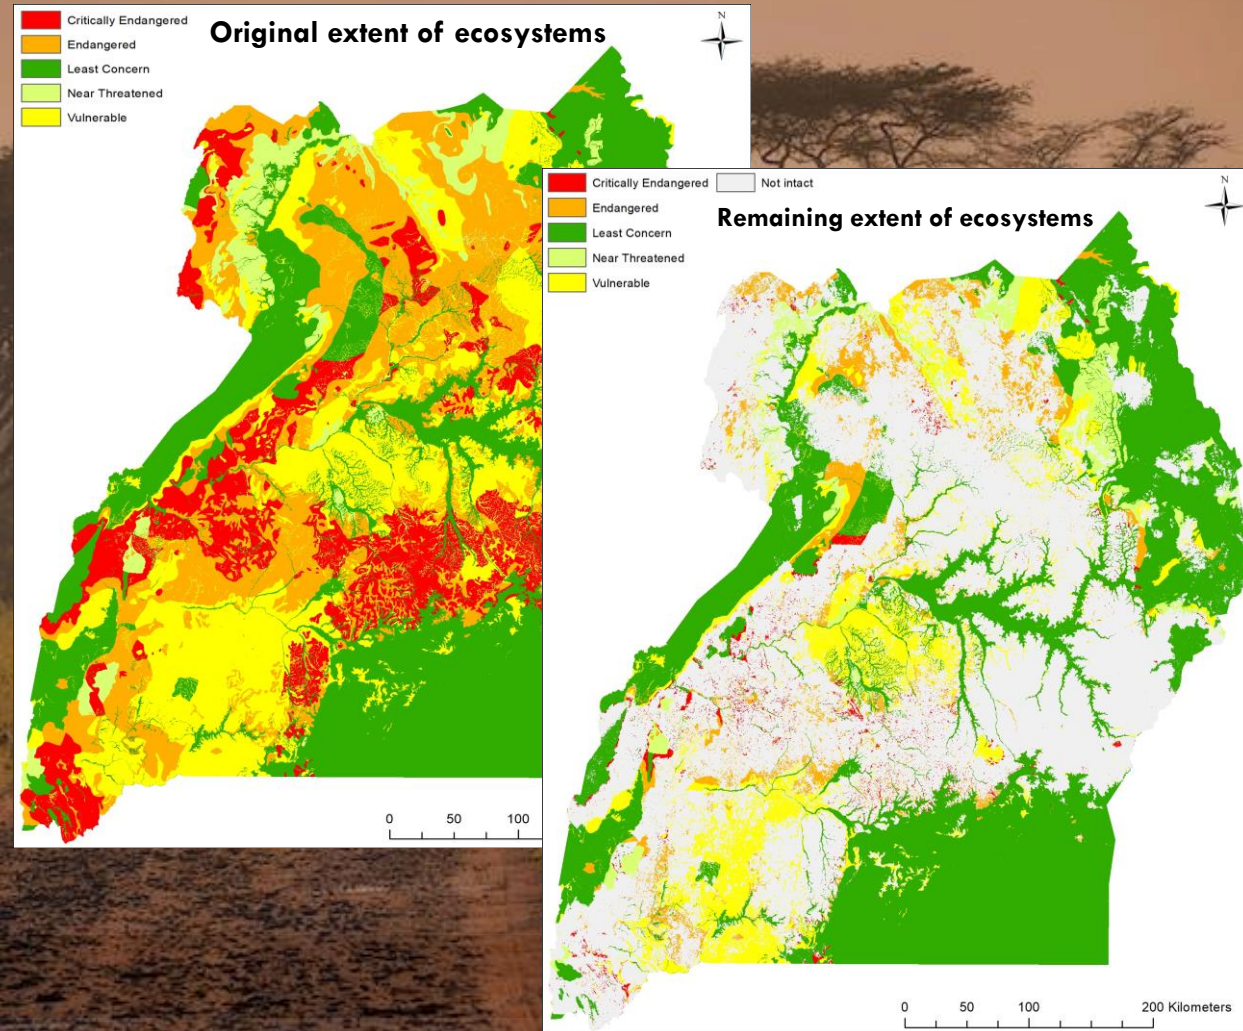 Critically Endangered
Endangered
Least Concern
Near Threatened
Vulnerable
Original extent of ecosystems
N
0 50 100
Critically Endangered Not intact
Endangered
Least Concern
Near Threatened
Vulnerable
Remaining extent of ecosystems
N
0 50 100 200 Kilometers